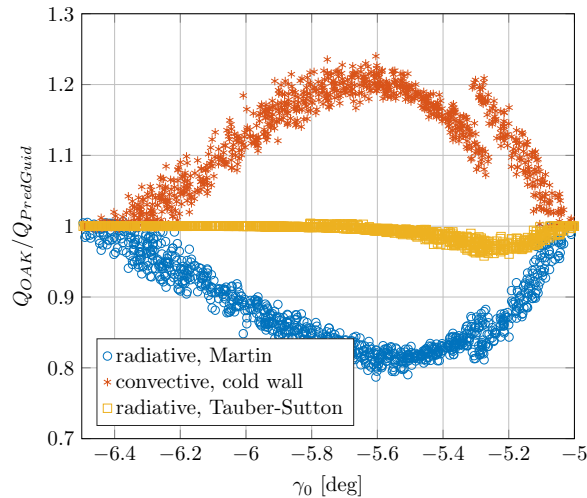 1.3
1.2
1.1
1
0.9
0.8
0.7
Q_{OAK}/Q_{PredGuid}
radiative, Martin
convective, cold wall
radiative, Tauber-Sutton
−6.4 −6.2 −6 −5.8 −5.6 −5.4 −5.2 −5
γ_0 [deg]